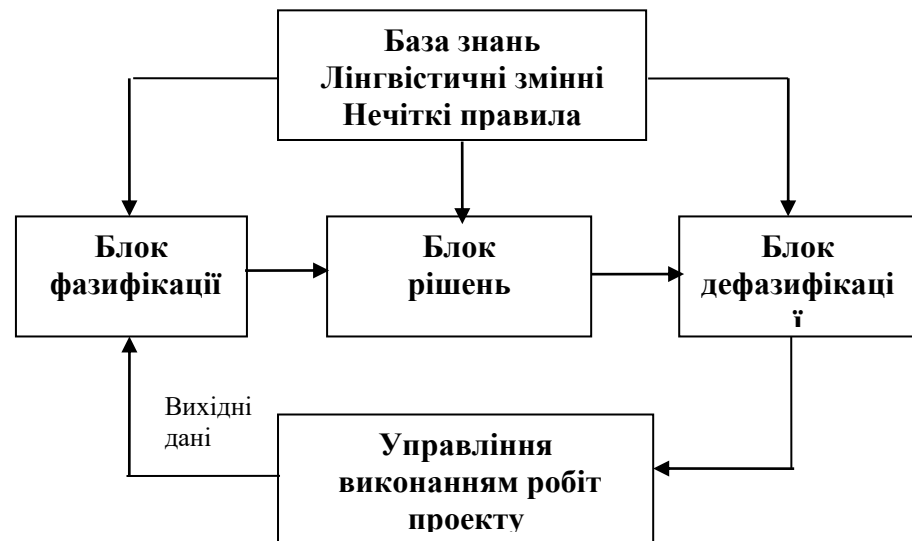 База знань
Лінгвістичні змінні
Нечіткі правила
Блок
фазифікації
Блок
рішень
Блок
дефазифікаці
ї
Вихідні
дані
Управління
виконанням робіт
проекту